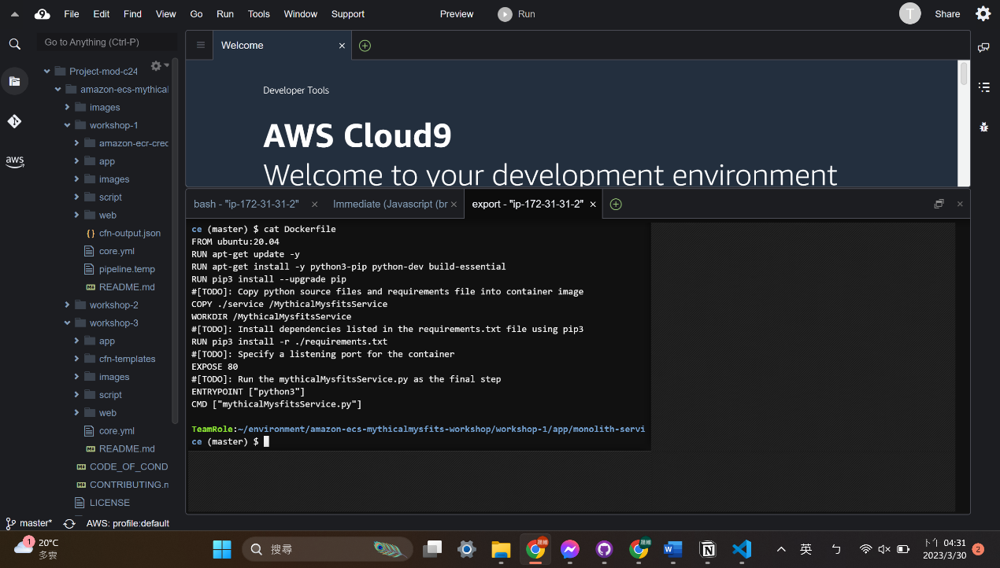 File Edit Find View Go Run Tools Window Support Preview Run T Share
Go to Anything (Ctrl-P)
Project-mod-c24
amazon-ecs-mythical
images
workshop-1
amazon-ecr-cred
app
images
script
web
cfn-output.json
core.yml
pipeline.temp
README.md
workshop-2
workshop-3
app
cfn-templates
images
script
web
core.yml
README.md
CODE_OF_COND
CONTRIBUTING.m
LICENSE
aws
Welcome
Developer Tools
AWS Cloud9
Welcome to your development environment
bash - "ip-172-31-31-2" Immediate (Javascript (br export - "ip-172-31-31-2"
ce (master) $ cat Dockerfile
FROM ubuntu:20.04
RUN apt-get update -y
RUN apt-get install -y python3-pip python-dev build-essential
RUN pip3 install --upgrade pip
#[TODO]: Copy python source files and requirements file into container image
COPY ./service /MythicalMysfitsService
WORKDIR /MythicalMysfitsService
#[TODO]: Install dependencies listed in the requirements.txt file using pip3
RUN pip3 install -r ./requirements.txt
#[TODO]: Specify a listening port for the container
EXPOSE 80
#[TODO]: Run the mythicalMysfitsService.py as the final step
ENTRYPOINT ["python3"]
CMD ["mythicalMysfitsService.py"]
TeamRole:~/environment/amazon-ecs-mythicalmysfits-workshop/workshop-1/app/monolith-servi
ce (master) $
master* AWS: profile:default
1 20°C
多雲
搜尋
英 ㄅ
下午 04:31
2023/3/30
2